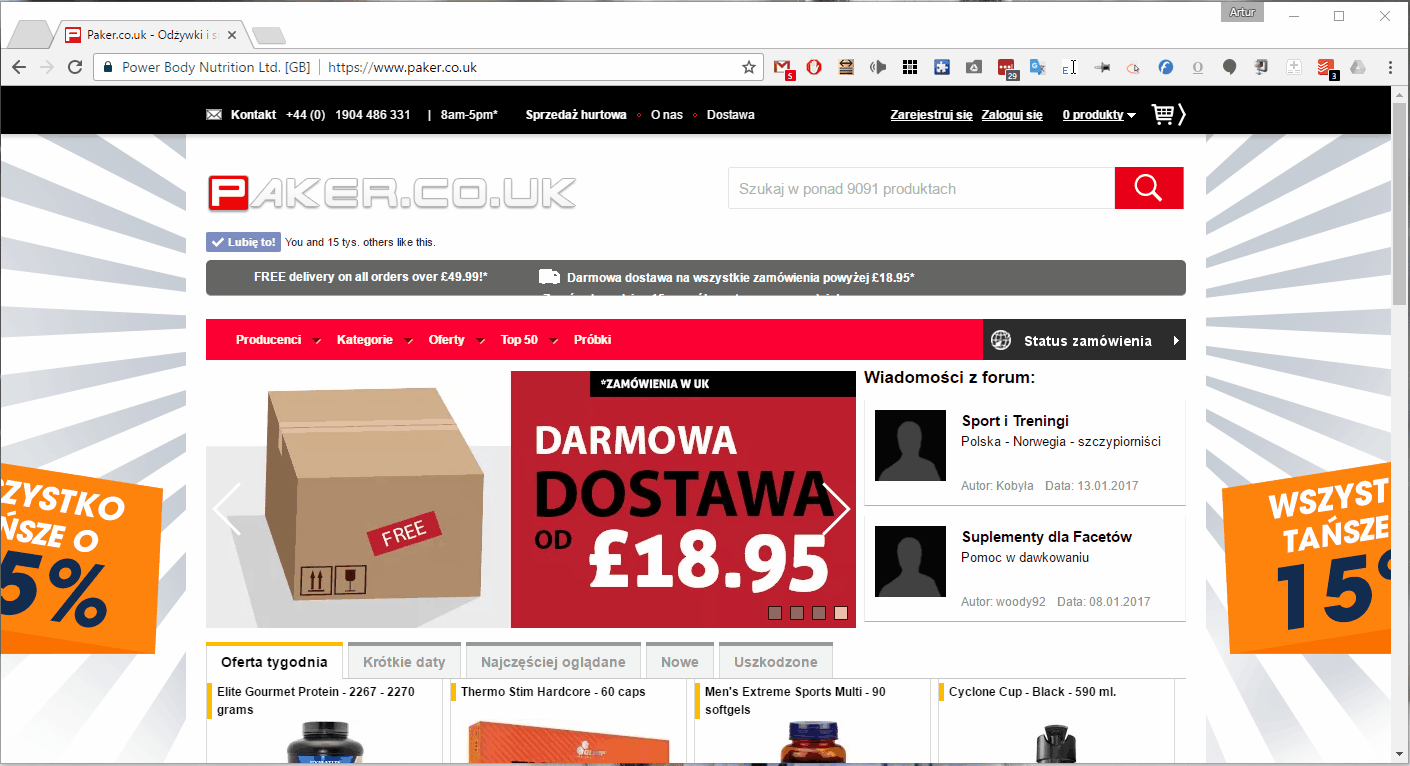 Artur
Paker.co.uk - Odżywki i s
Power Body Nutrition Ltd. [GB] https://www.paker.co.uk
5
29
3
Kontakt +44 (0) 1904 486 331 | 8am-5pm* Sprzedaż hurtowa O nas Dostawa Zarejestruj się Zaloguj się 0 produkty
PAKER.CO.UK
Szukaj w ponad 9091 produktach
Lubię to! You and 15 tys. others like this.
FREE delivery on all orders over £49.99!* Darmowa dostawa na wszystkie zamówienia powyżej £18.95*
Producenci Kategorie Oferty Top 50 Próbki Status zamówienia
*ZAMÓWIENIA W UK
DARMOWA
DOSTAWA
OD £18.95
FREE
Wiadomości z forum:
Sport i Treningi
Polska - Norwegia - szczypiorniści
Autor: Kobyła Data: 13.01.2017
Suplementy dla Facetów
Pomoc w dawkowaniu
Autor: woody92 Data: 08.01.2017
ZYSTKO
ŃSZE O
5%
WSZYST
TAŃSZE
15%
Oferta tygodnia Krótkie daty Najczęściej oglądane Nowe Uszkodzone
Elite Gourmet Protein - 2267 - 2270
grams
Thermo Stim Hardcore - 60 caps
Men's Extreme Sports Multi - 90
softgels
Cyclone Cup - Black - 590 ml.
OLIMP